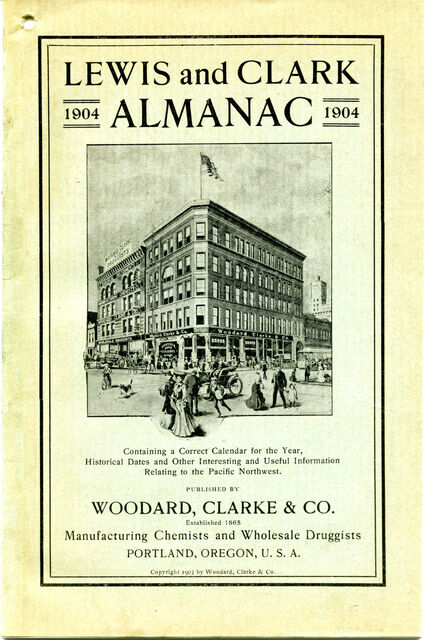 LEWIS and CLARK
1904 ALMANAC 1904
Woodard, Clarke & Co.
DRUGS
Containing a Correct Calendar for the Year,
Historical Dates and Other Interesting and Useful Information
Relating to the Pacific Northwest.
PUBLISHED BY
WOODARD, CLARKE & CO.
Established 1865
Manufacturing Chemists and Wholesale Druggists
PORTLAND, OREGON, U. S. A.
Copyright 1903 by Woodard, Clarke & Co.